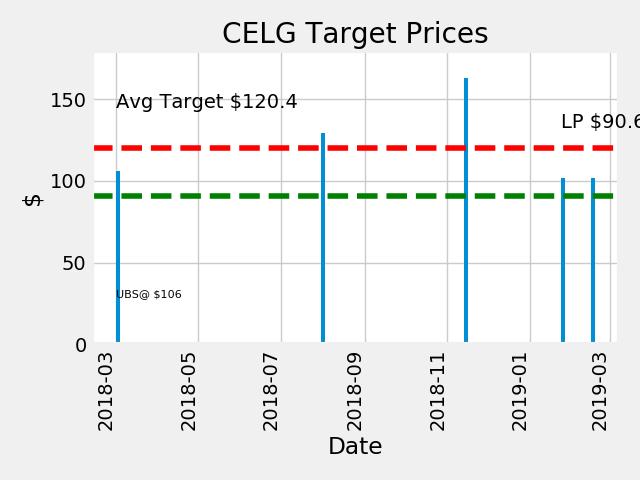 CELG Target Prices
Avg Target $120.4
LP $90.6
UBS@ $106
$
150
100
50
0
2018-03
2018-05
2018-07
2018-09
2018-11
2019-01
2019-03
Date